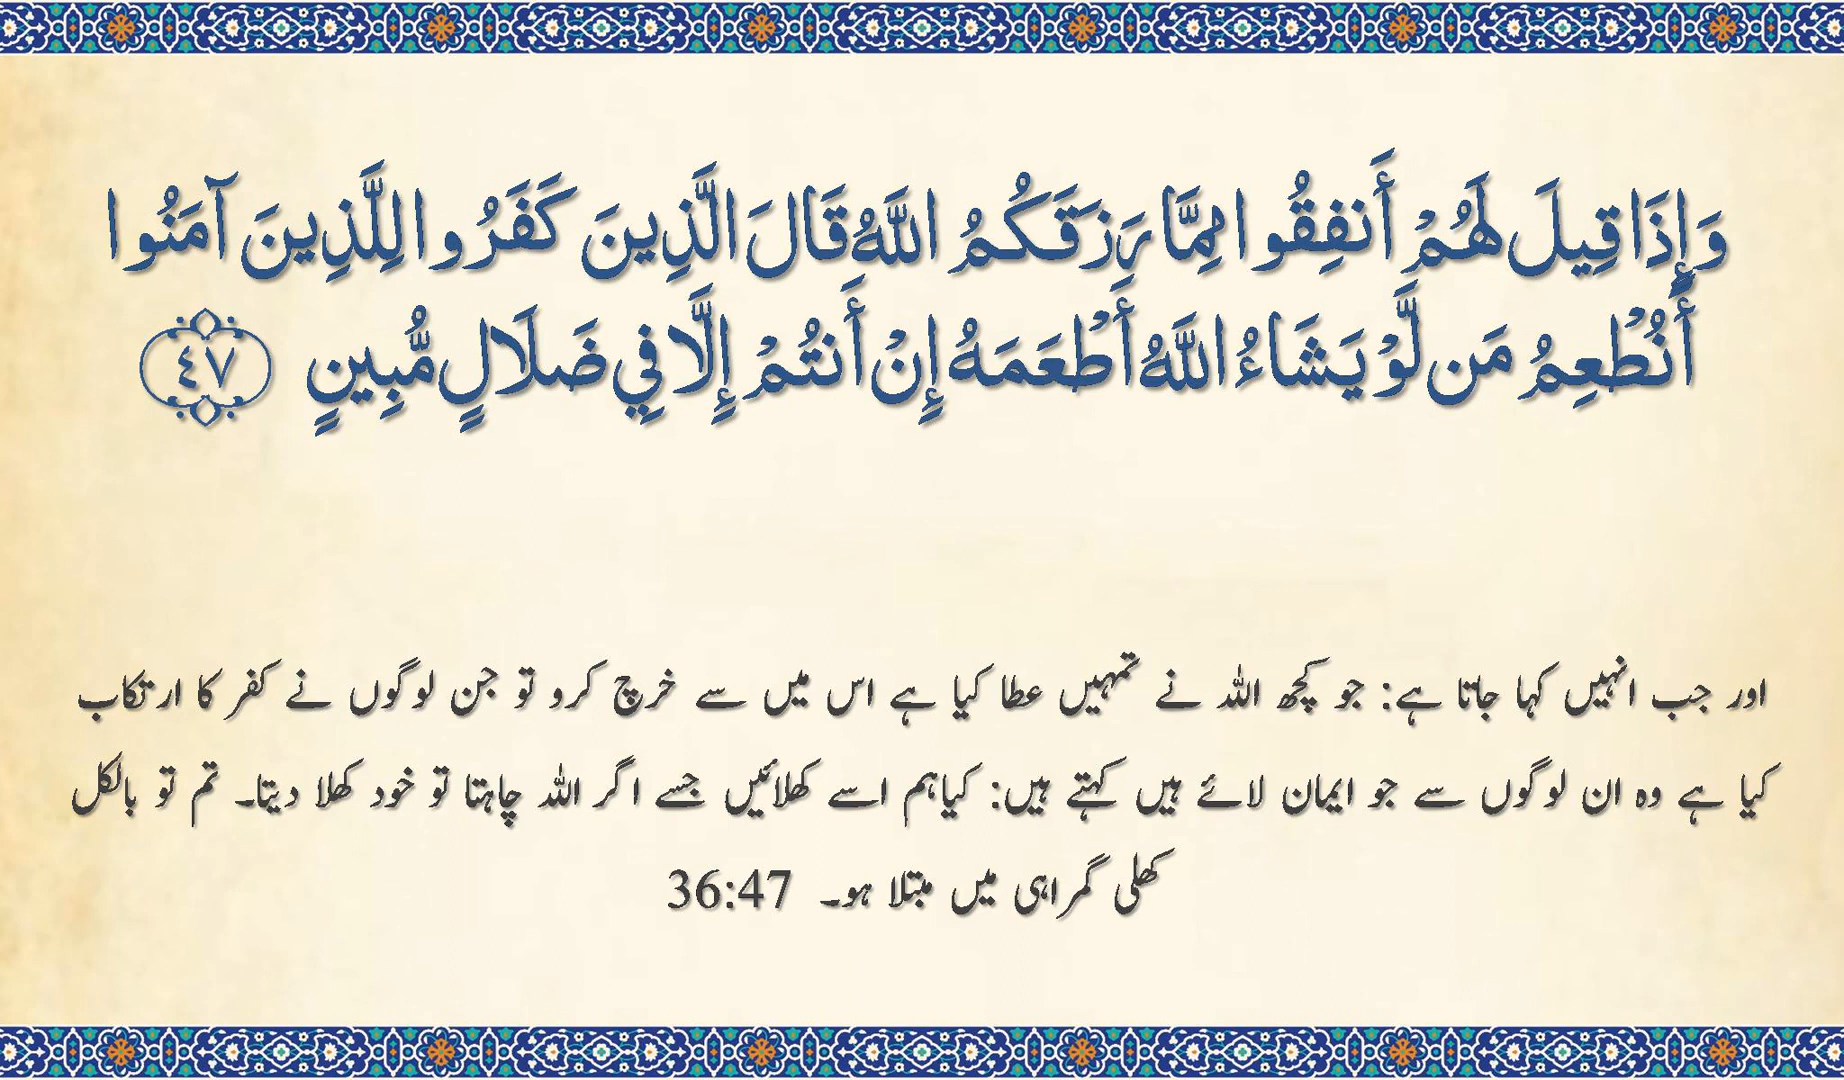 وَإِذَا قِيلَ لَهُمْ أَنفِقُوا مِمَّا رَزَقَكُمُ اللَّهُ قَالَ الَّذِينَ كَفَرُوا لِلَّذِينَ آمَنُوا
أَنُطْعِمُ مَن لَّوْ يَشَاءُ اللَّهُ أَطْعَمَهُ إِنْ أَنتُمْ إِلَّا فِي ضَلَالٍ مُّبِينٍ ٤٧
اور جب انہیں کہا جاتا ہے: جو کچھ اللہ نے تمہیں عطا کیا ہے اس میں سے خرچ کرو تو جن لوگوں نے کفر کا ارتکاب
کیا ہے وہ ان لوگوں سے جو ایمان لائے ہیں کہتے ہیں: کیاہم اسے کھلائیں جسے اگر اللہ چاہتا تو خود کھلا دیتا۔ تم تو بالکل
کھلی گمراہی میں مبتلا ہو۔ 36:47